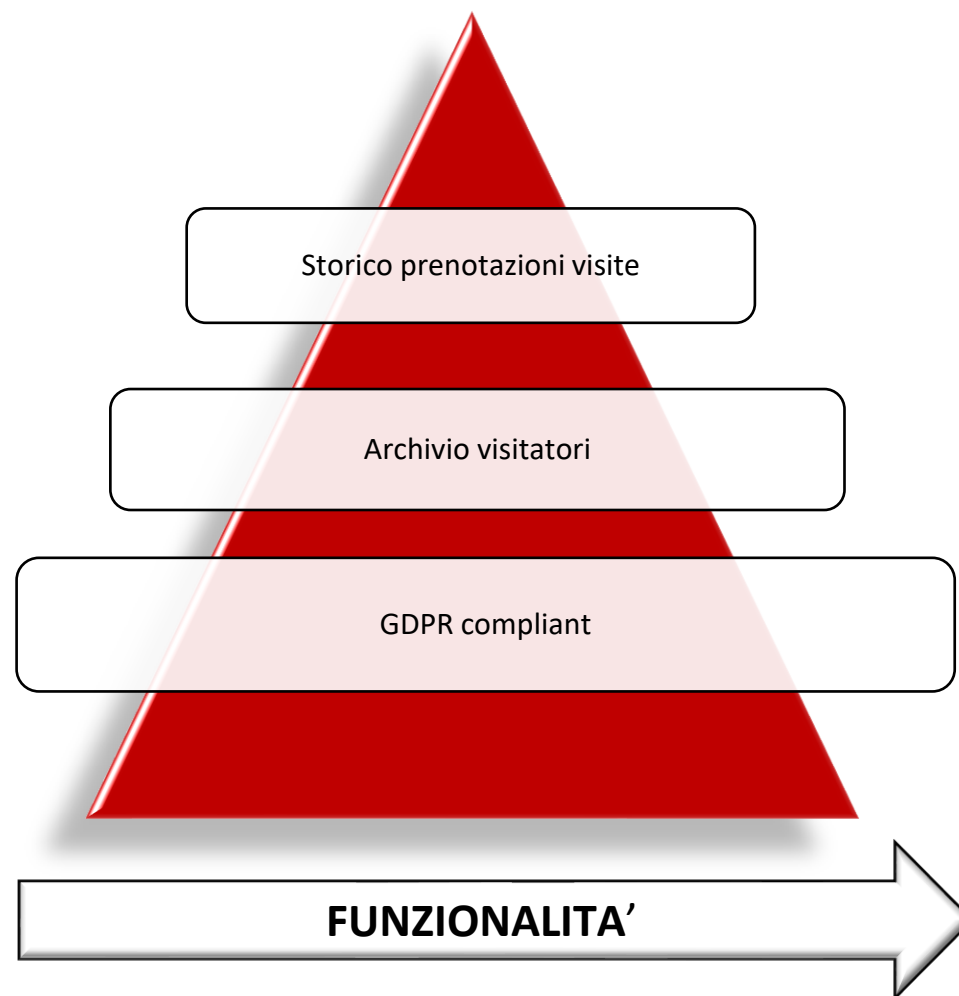 Storico prenotazioni visite
Archivio visitatori
GDPR compliant
FUNZIONALITA’